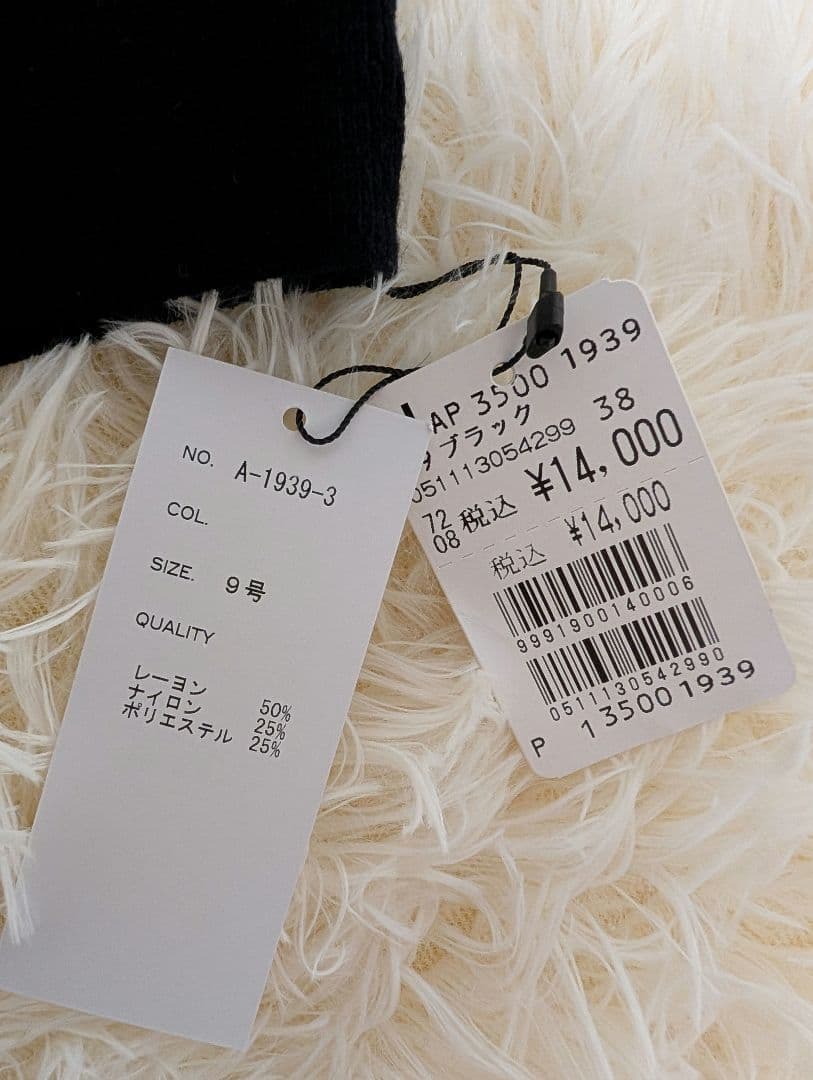 NO. A-1939-3
COL.
SIZE. 9号
QUALITY
レーヨン 50%
ナイロン 25%
ポリエステル 25%
AP 3500 1939
9 ブラック 38
051113054299
72
08 税込 ¥14,000
税込 ¥14,000
9991900140006
0511130542990
P 135001939